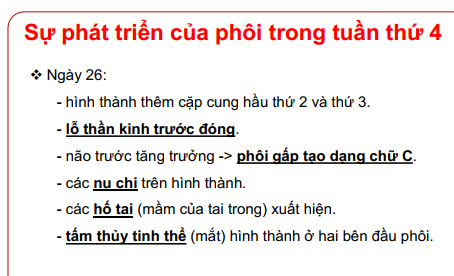 Sự phát triển của phôi trong tuần thứ 4
❖ Ngày 26:
- hình thành thêm cặp cung hầu thứ 2 và thứ 3.
- lỗ thần kinh trước đóng.
- não trước tăng trưởng -> phôi gấp tạo dạng chữ C.
- các nụ chi trên hình thành.
- các hố tai (mầm của tai trong) xuất hiện.
- tấm thủy tinh thể (mắt) hình thành ở hai bên đầu phôi.